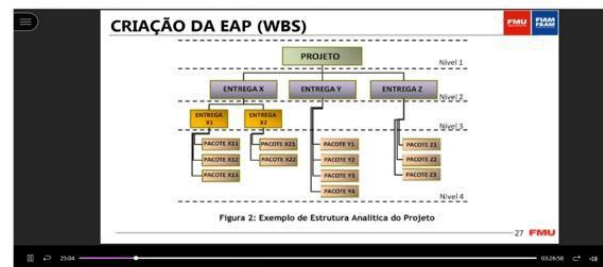 CRIAÇÃO DA EAP (WBS)
FMU FIAM FAAM
PROJETO
Nível 1
ENTREGA X ENTREGA Y ENTREGA Z
Nível 2
ENTREGA X1 ENTREGA X2
Nível 3
PACOTE X11 PACOTE X21 PACOTE Y1 PACOTE Z1
PACOTE X12 PACOTE X22 PACOTE Y2 PACOTE Z2
PACOTE X13 PACOTE Y3 PACOTE Z3
PACOTE Y4
Nível 4
Figura 2: Exemplo de Estrutura Analítica do Projeto
27 FMU
25:04 03:26:58